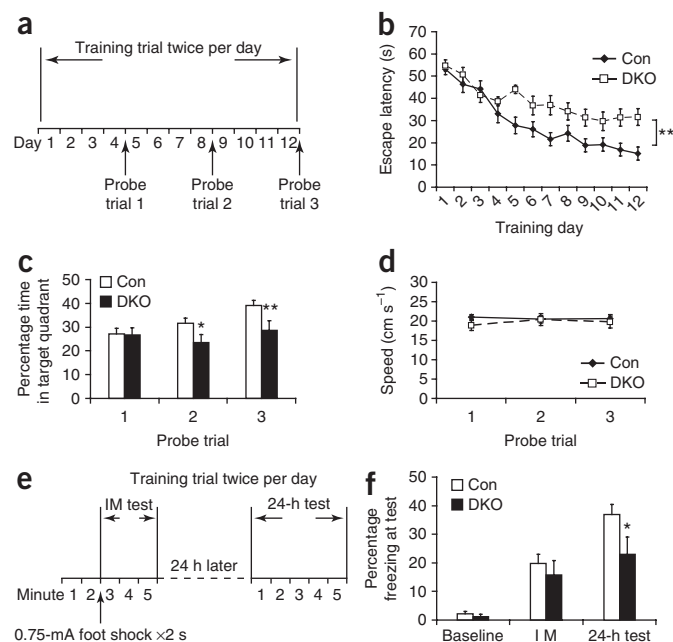 a
Training trial twice per day
Day 1 2 3 4 5 6 7 8 9 10 11 12
Probe trial 1
Probe trial 2
Probe trial 3
b
Escape latency (s)
70
60
50
40
30
20
10
0
Con
DKO
**
1 2 3 4 5 6 7 8 9 10 11 12
Training day
c
Percentage time
in target quadrant
50
40
30
20
10
0
Con
DKO
*
**
1 2 3
Probe trial
d
Speed (cm s⁻¹)
30
25
20
15
10
5
0
Con
DKO
1 2 3
Probe trial
e
Training trial twice per day
IM test
24-h test
24 h later
Minute 1 2 3 4 5
1 2 3 4 5
0.75-mA foot shock ×2 s
f
Percentage
freezing at test
50
40
30
20
10
0
Con
DKO
*
Baseline I M 24-h test